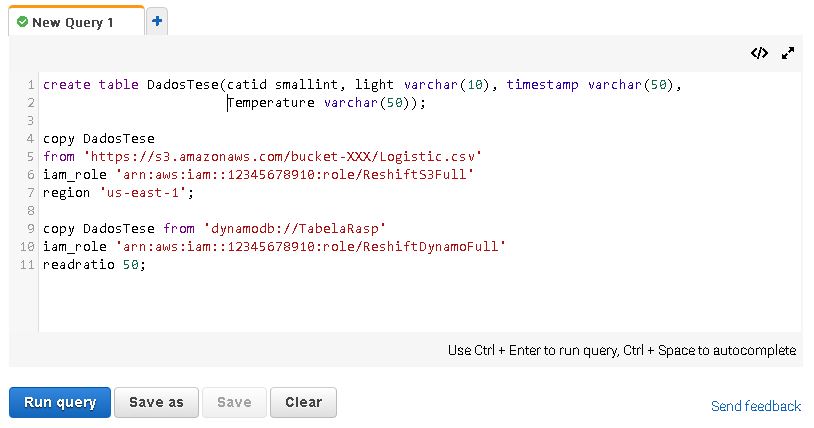 New Query 1
+
</>
1 create table DadosTese(catid smallint, light varchar(10), timestamp varchar(50),
2 Temperature varchar(50));
3
4 copy DadosTese
5 from 'https://s3.amazonaws.com/bucket-XXX/Logistic.csv'
6 iam_role 'arn:aws:iam::12345678910:role/ReshiftS3Full'
7 region 'us-east-1';
8
9 copy DadosTese from 'dynamodb://TabelaRasp'
10 iam_role 'arn:aws:iam::12345678910:role/ReshiftDynamoFull'
11 readratio 50;
Use Ctrl + Enter to run query, Ctrl + Space to autocomplete
Run query Save as Save Clear
Send feedback